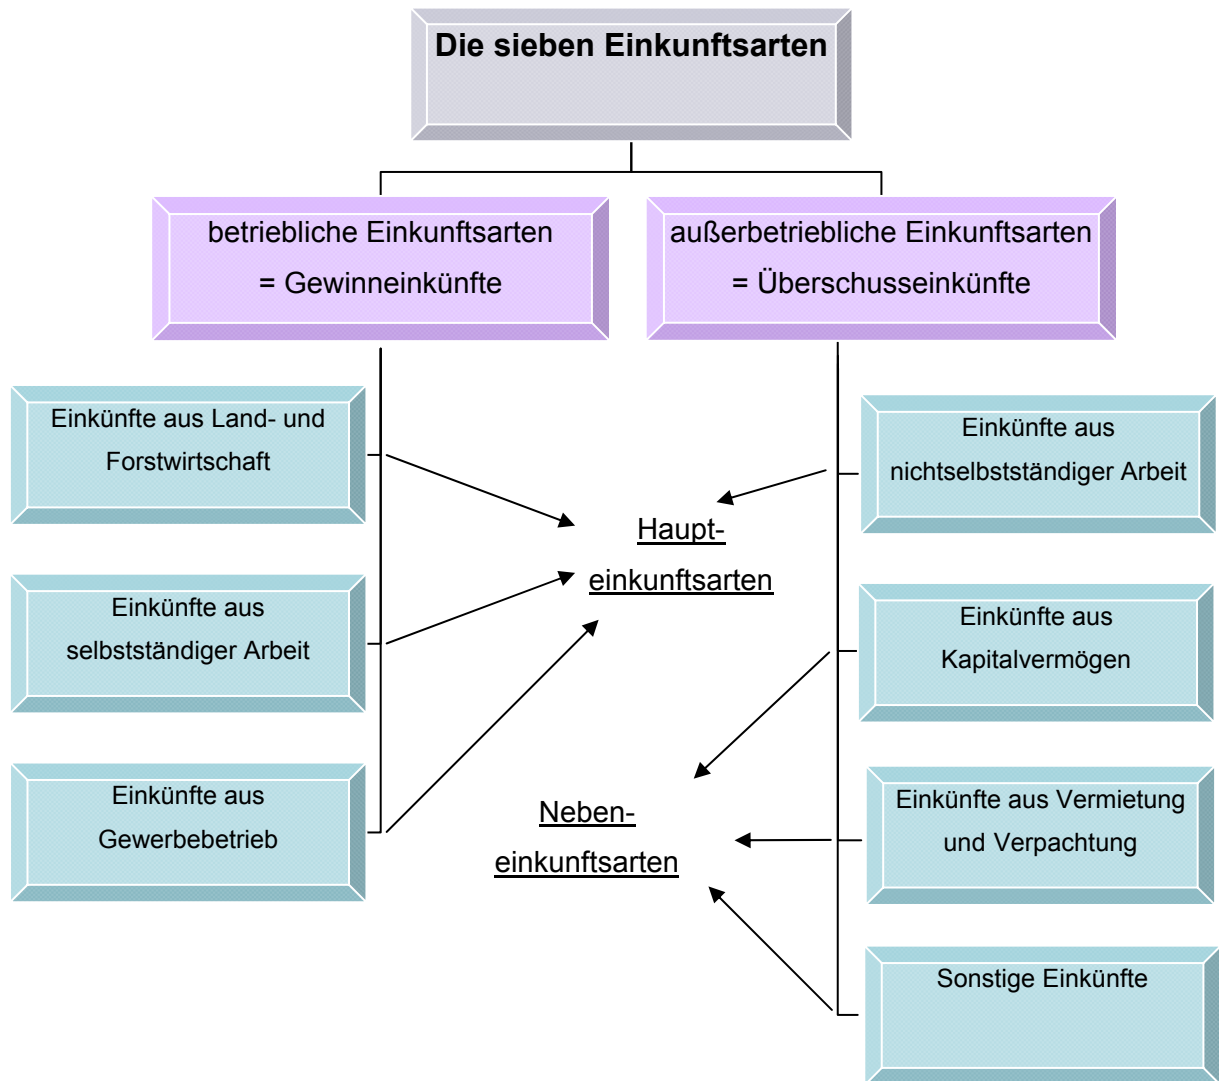 Die sieben Einkunftsarten
betriebliche Einkunftsarten
= Gewinneinkünfte
außerbetriebliche Einkunftsarten
= Überschusseinkünfte
Einkünfte aus Land- und
Forstwirtschaft
Einkünfte aus
selbstständiger Arbeit
Einkünfte aus
Gewerbebetrieb
Haupt-
einkunftsarten
Neben-
einkunftsarten
Einkünfte aus
nichtselbstständiger Arbeit
Einkünfte aus
Kapitalvermögen
Einkünfte aus Vermietung
und Verpachtung
Sonstige Einkünfte